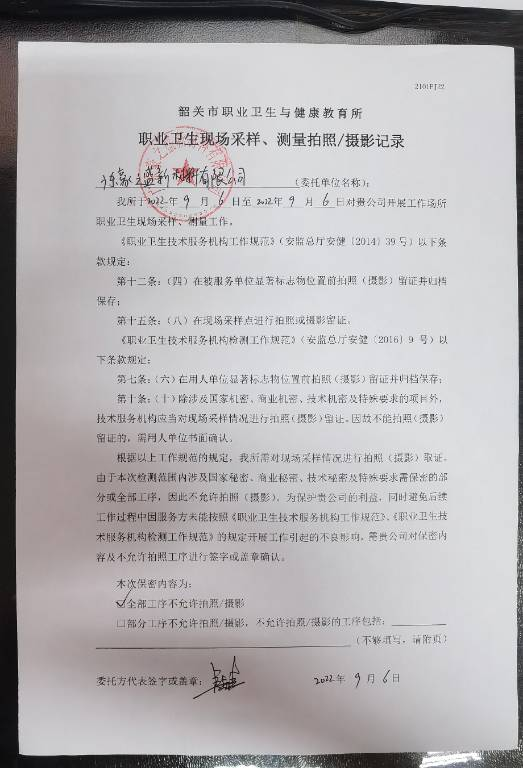 2101FJ22
韶关市职业卫生与健康教育所
职业卫生现场采样、测量拍照/摄影记录
新材料有限公司（委托单位名称）：
我所于2022年9月6日至2022年9月6日对贵公司开展工作场所
职业卫生现场采样、测量工作。
《职业卫生技术服务机构工作规范》（安监总厅安健〔2014〕39号）以下条
款规定：
第十二条：（四）在被服务单位显著标志物位置前拍照（摄影）留证并归档
保存；
第十五条：（八）在现场采样点进行拍照或摄影留证。
《职业卫生技术服务机构检测工作规范》（安监总厅安健〔2016〕9号）以
下条款规定：
第七条：（六）在用人单位显著标志物位置前拍照（摄影）留证并归档保存；
第十条：（十）除涉及国家机密、商业机密、技术机密及特殊要求的项目外，
技术服务机构应当对现场采样情况进行拍照（摄影）留证。因故不能拍照（摄影）
留证的，需用人单位书面确认。
根据以上工作规范的规定，我所需对现场采样情况进行拍照（摄影）取证。
由于本次检测范围内涉及国家秘密、商业秘密、技术秘密及特殊要求需保密的部
分或全部工序，因此不允许拍照（摄影）。为保护贵公司的利益，同时避免后续
工作过程中因服务方未能按照《职业卫生技术服务机构工作规范》、《职业卫生技
术服务机构检测工作规范》的规定开展工作引起的不良影响，需贵公司对保密内
容及不允许拍照工序进行签字或盖章确认。
本次保密内容为：
☑全部工序不允许拍照/摄影
□部分工序不允许拍照/摄影，不允许拍照/摄影的工序包括：
（不够填写，请附页）
委托方代表签字或盖章： 2022年9月6日